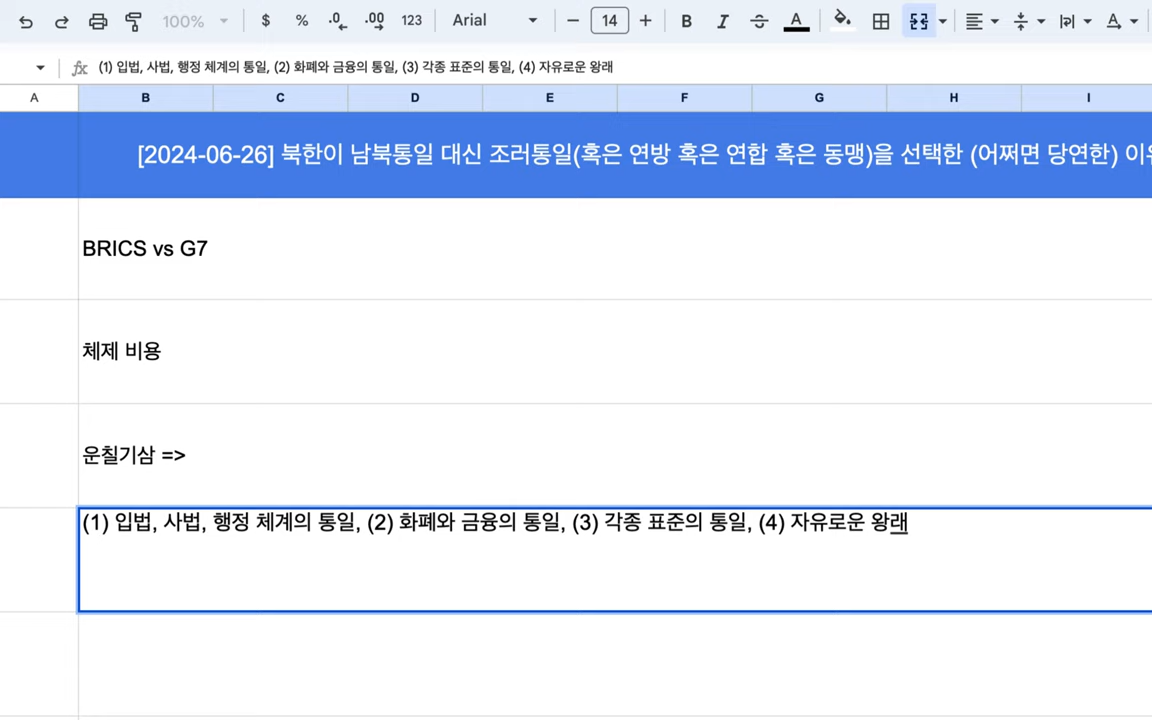 100% $ % .0 .00 123 Arial 14 B I A A
fx (1) 입법, 사법, 행정 체계의 통일, (2) 화폐와 금융의 통일, (3) 각종 표준의 통일, (4) 자유로운 왕래
A B C D E F G H I
[2024-06-26] 북한이 남북통일 대신 조러통일(혹은 연방 혹은 연합 혹은 동맹)을 선택한 (어쩌면 당연한)
BRICS vs G7
체제 비용
운칠기삼 =>
(1) 입법, 사법, 행정 체계의 통일, (2) 화폐와 금융의 통일, (3) 각종 표준의 통일, (4) 자유로운 왕래